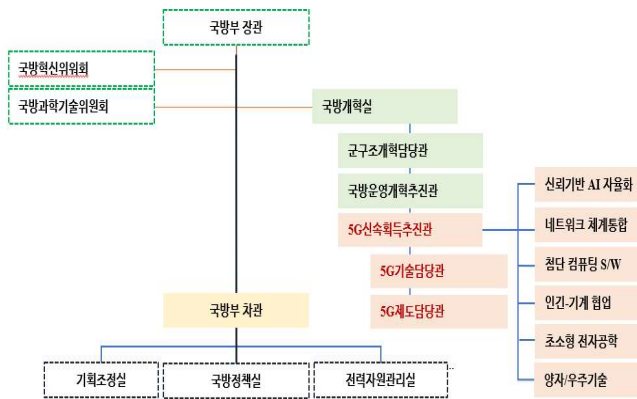 국방부 장관
국방혁신위워회
국방과학기술위원회
국방개혁실
군구조개혁담당관
국방운영개혁추진관
5G신속획득추진관
5G기술담당관
5G제도담당관
신뢰기반 AI 자율화
네트워크 체계통합
첨단 컴퓨팅 S/W
인간-기계 협업
초소형 전자공학
양자/우주기술
국방부 차관
기획조정실
국방정책실
전력자원관리실